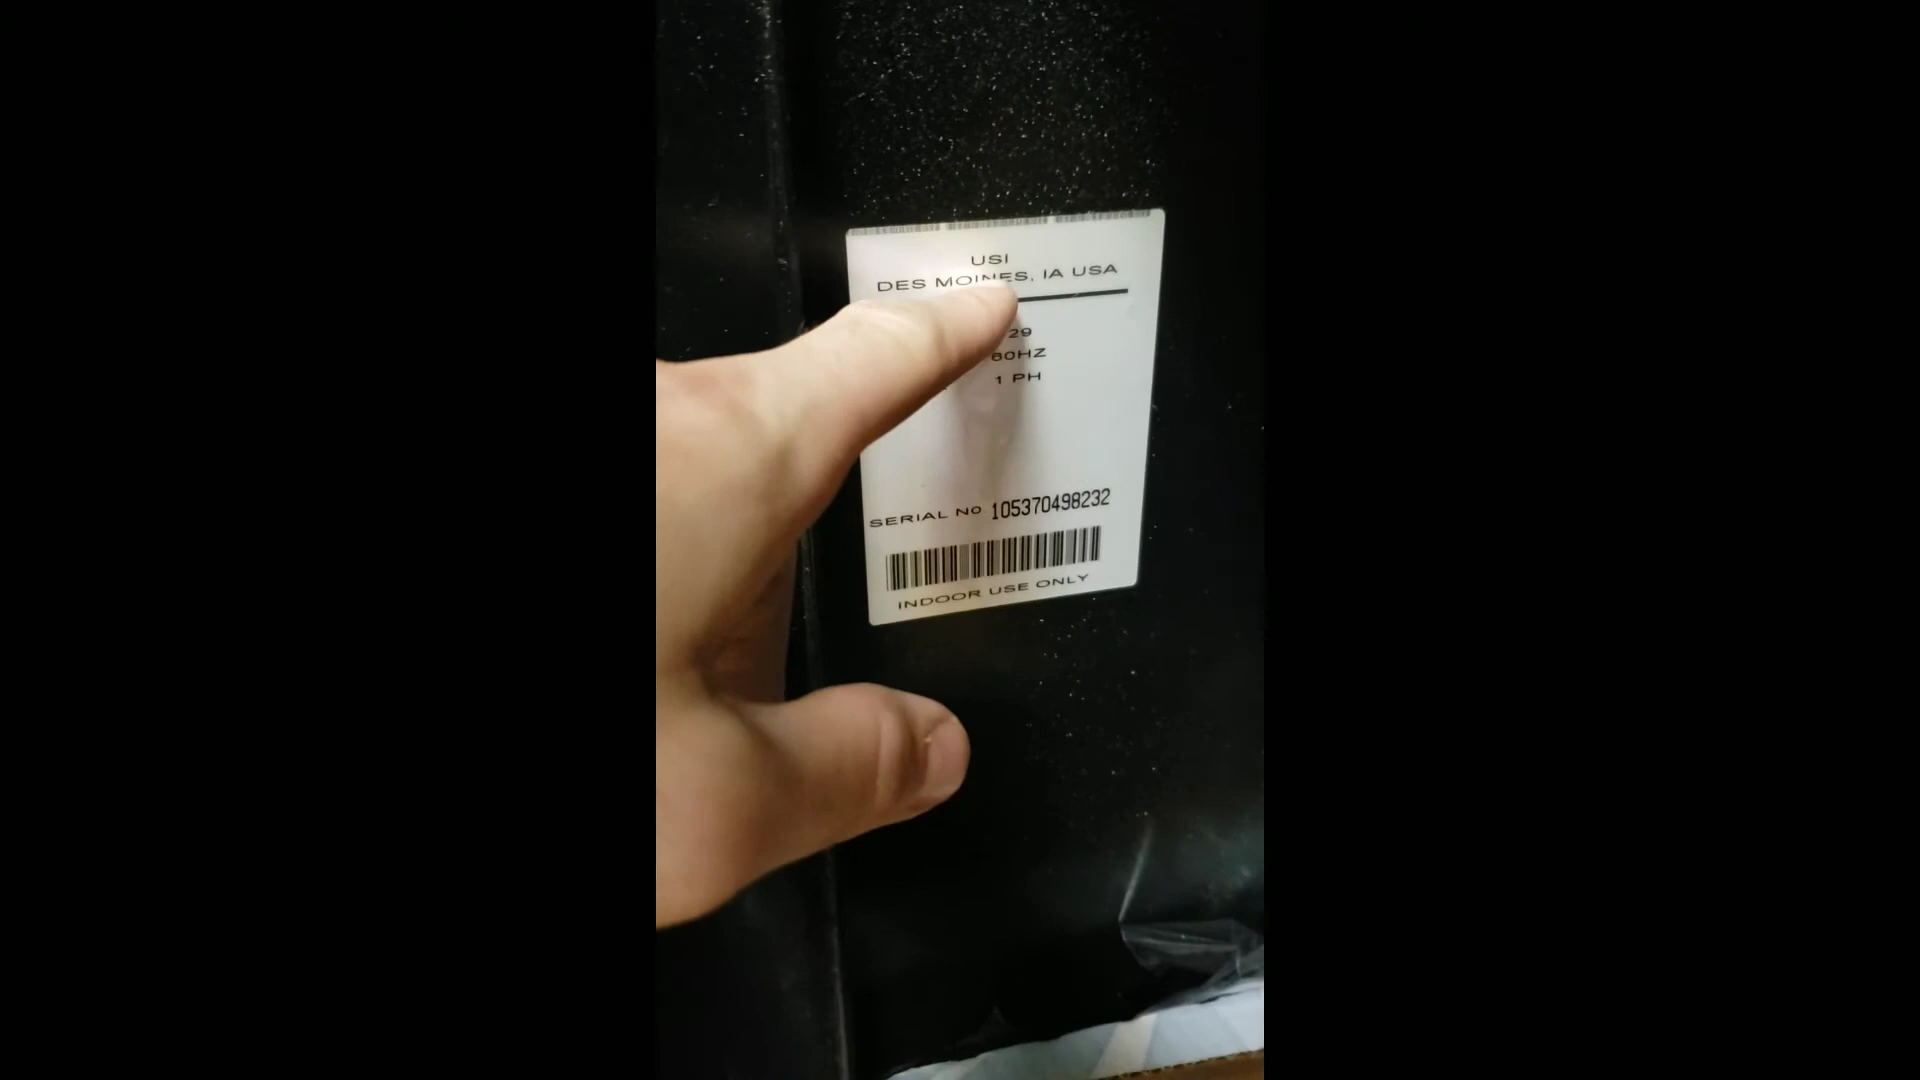 USI
DES MOINES, IA USA
29
60HZ
1 PH
SERIAL No 105370498232
INDOOR USE ONLY